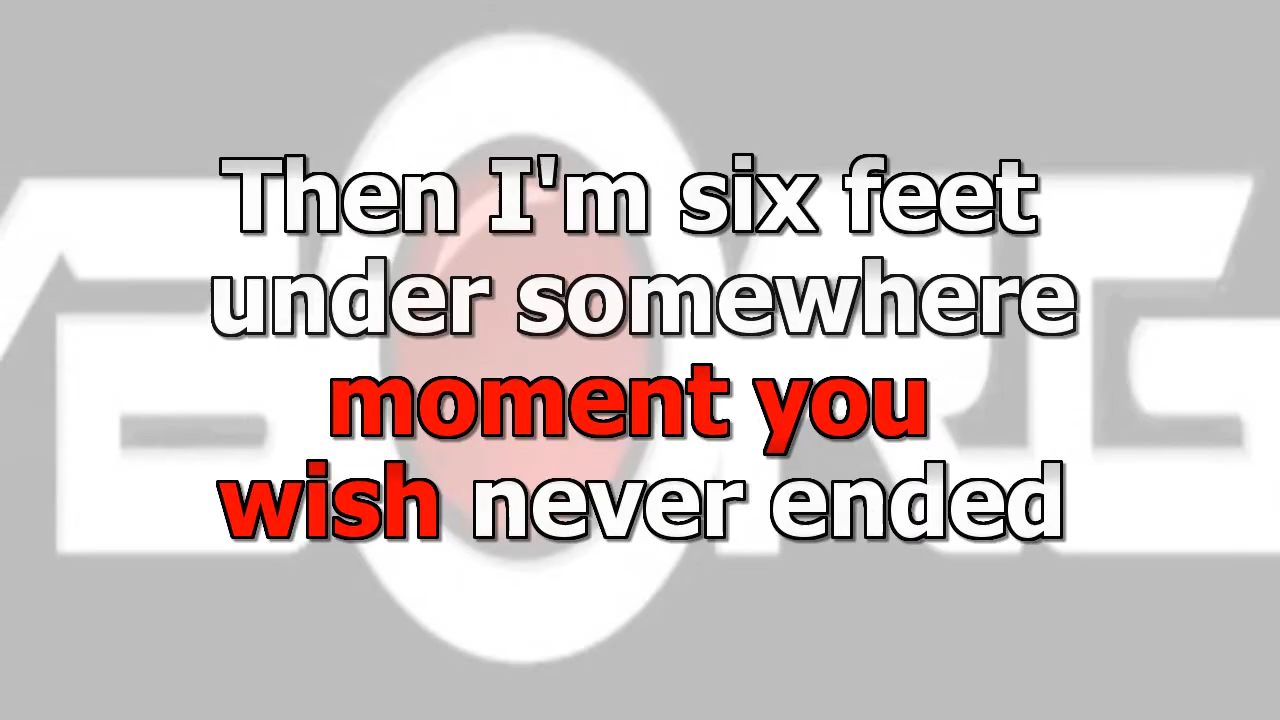 Then I'm six feet
under somewhere
moment you
wish never ended